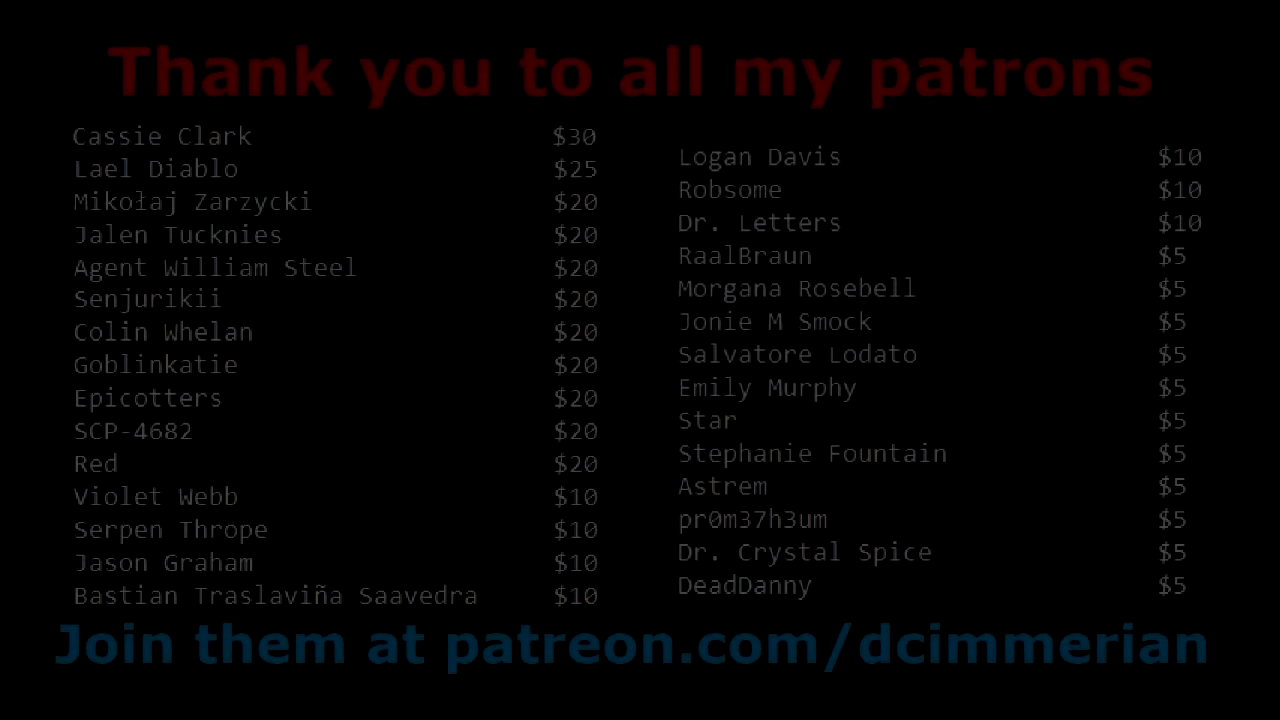 Thank you to all my patrons
Cassie Clark $30
Lael Diablo $25
Mikołaj Zarzycki $20
Jalen Tucknies $20
Agent William Steel $20
Senjurikii $20
Colin Whelan $20
Goblinkatie $20
Epicotters $20
SCP-4682 $20
Red $20
Violet Webb $10
Serpen Thrope $10
Jason Graham $10
Bastian Traslaviña Saavedra $10
Logan Davis $10
Robsome $10
Dr. Letters $10
RaalBraun $5
Morgana Rosebell $5
Jonie M Smock $5
Salvatore Lodato $5
Emily Murphy $5
Star $5
Stephanie Fountain $5
Astrem $5
pr0m37h3um $5
Dr. Crystal Spice $5
DeadDanny $5
Join them at patreon.com/dcimmerian